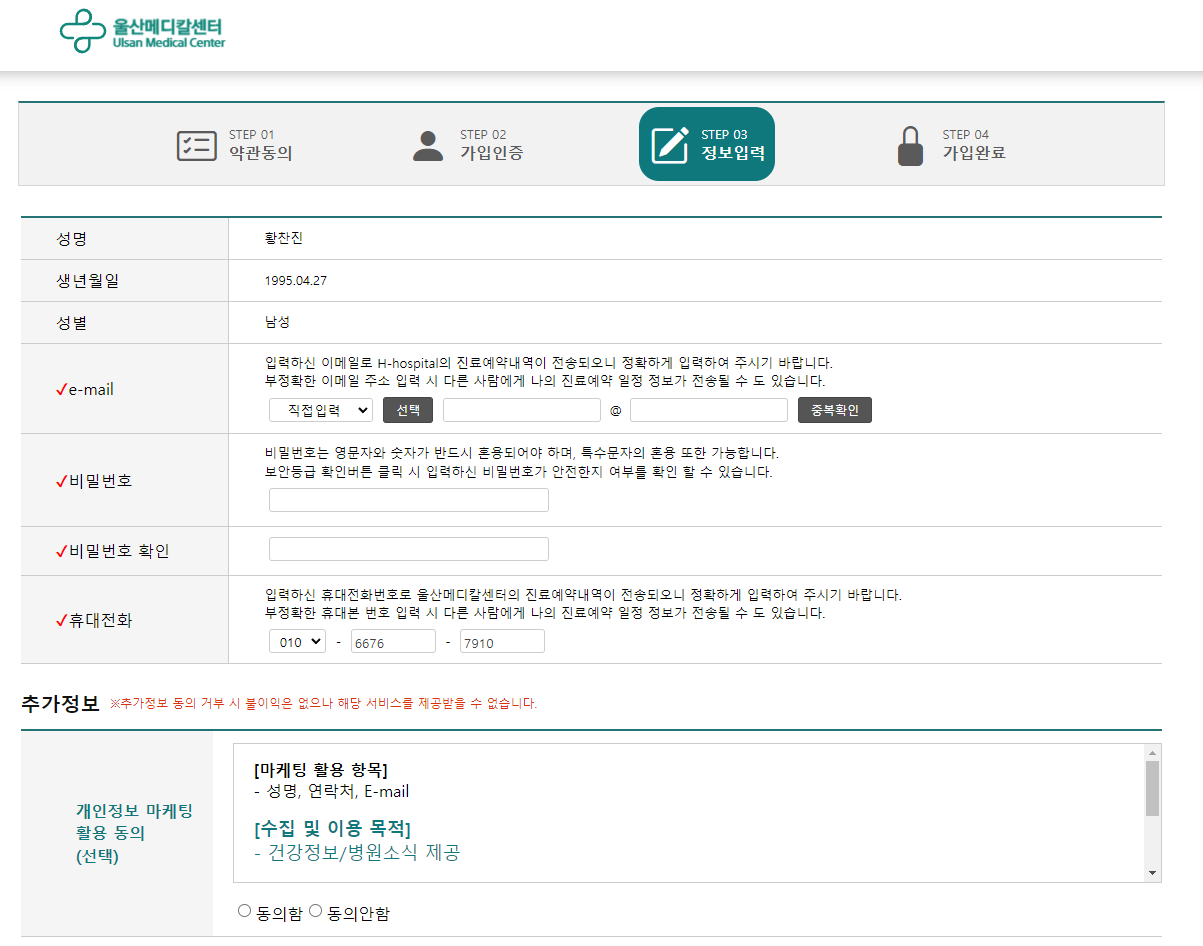 울산메디칼센터
Ulsan Medical Center
STEP 01
약관동의
STEP 02
가입인증
STEP 03
정보입력
STEP 04
가입완료
성명
황찬진
생년월일
1995.04.27
성별
남성
✓e-mail
입력하신 이메일로 H-hospital의 진료예약내역이 전송되오니 정확하게 입력하여 주시기 바랍니다.
부정확한 이메일 주소 입력 시 다른 사람에게 나의 진료예약 일정 정보가 전송될 수 도 있습니다.
직접입력 선택 @ 중복확인
✓비밀번호
비밀번호는 영문자와 숫자가 반드시 혼용되어야 하며, 특수문자의 혼용 또한 가능합니다.
보안등급 확인버튼 클릭 시 입력하신 비밀번호가 안전한지 여부를 확인 할 수 있습니다.
✓비밀번호 확인
✓휴대전화
입력하신 휴대전화번호로 울산메디칼센터의 진료예약내역이 전송되오니 정확하게 입력하여 주시기 바랍니다.
부정확한 휴대본 번호 입력 시 다른 사람에게 나의 진료예약 일정 정보가 전송될 수 도 있습니다.
010 - 6676 - 7910
추가정보 ※추가정보 동의 거부 시 불이익은 없으나 해당 서비스를 제공받을 수 없습니다.
개인정보 마케팅
활용 동의
(선택)
[마케팅 활용 항목]
- 성명, 연락처, E-mail
[수집 및 이용 목적]
- 건강정보/병원소식 제공
동의함 동의안함